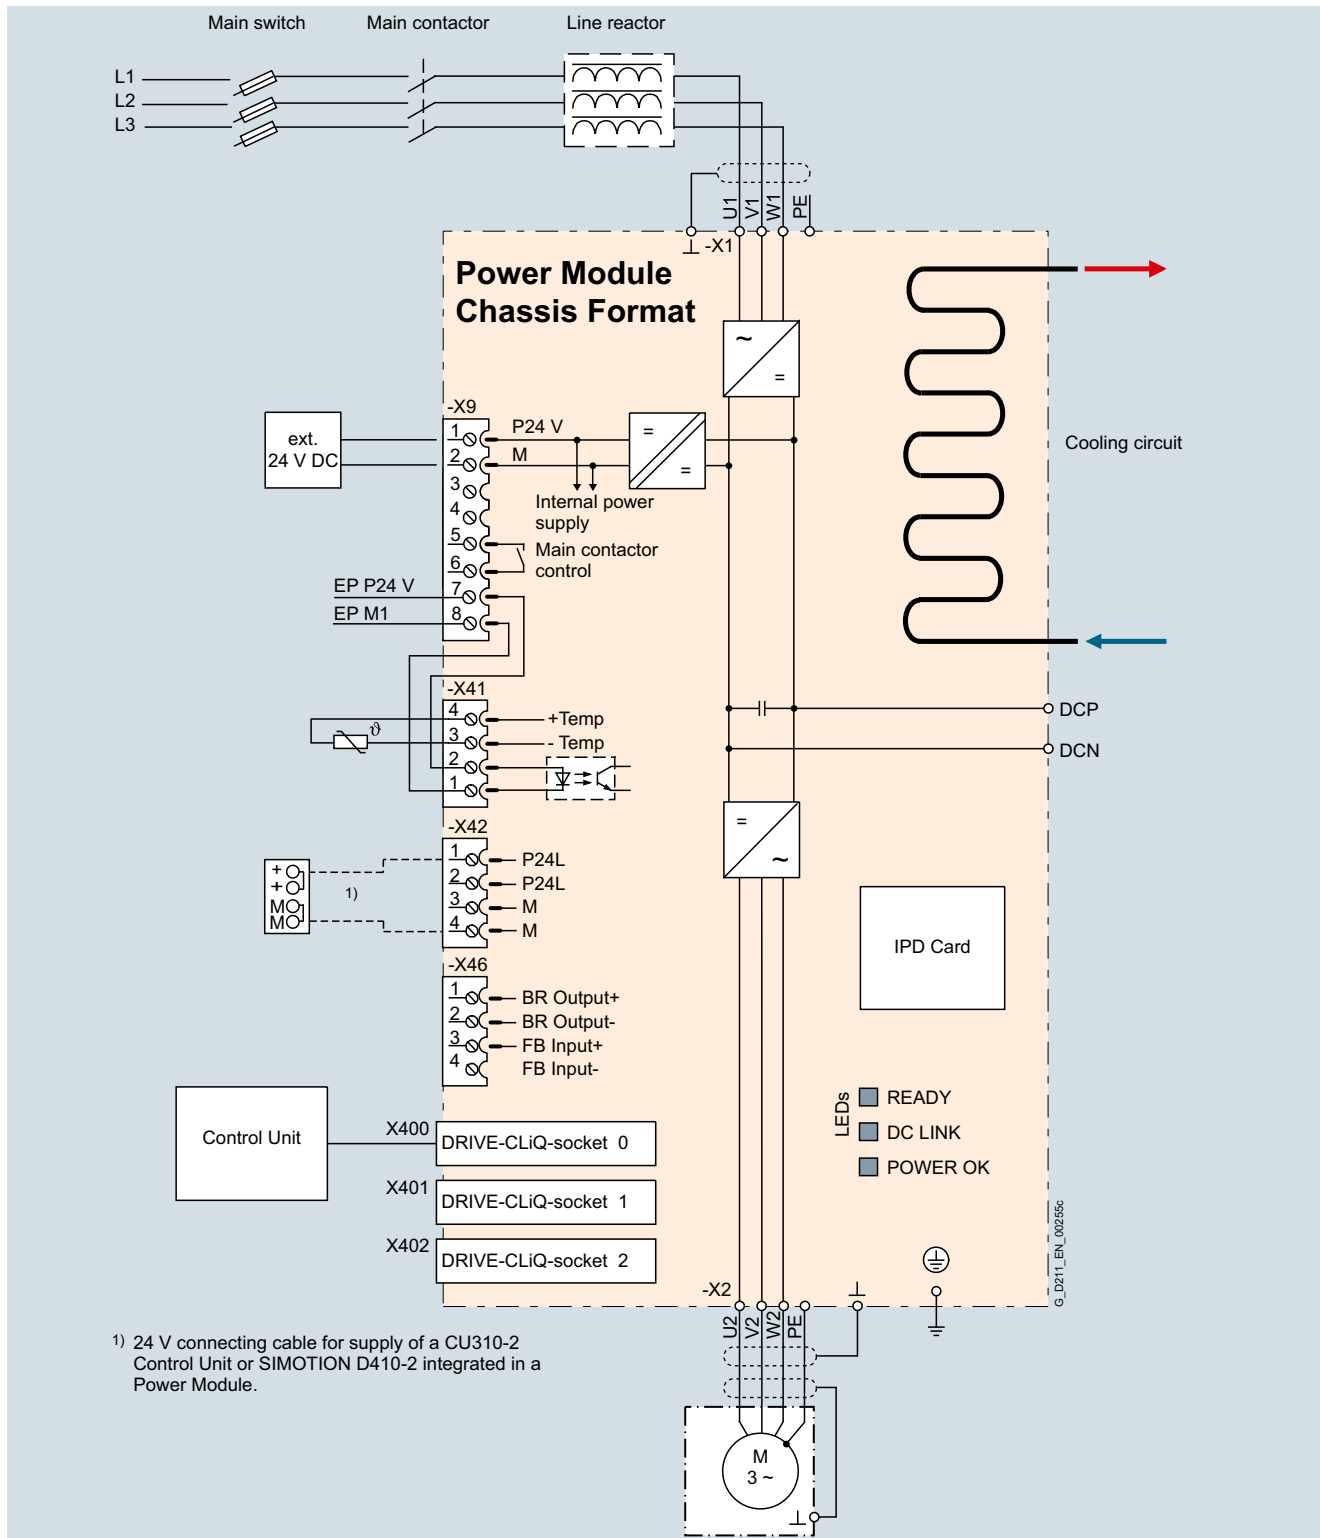 Main switch
Main contactor
Line reactor
L1
L2
L3
U1
V1
W1
PE
-X1
Power Module
Chassis Format
~
=
-X9
1
2
3
4
5
6
7
8
P24 V
M
=
=
ext.
24 V DC
Internal power
supply
Main contactor
control
EP P24 V
EP M1
Cooling circuit
-X41
4
3
2
1
+Temp
- Temp
ϑ
DCP
DCN
-X42
1
2
3
4
P24L
P24L
M
M
+
+
M
M
1)
=
~
IPD Card
-X46
1
2
3
4
BR Output+
BR Output-
FB Input+
FB Input-
LEDs
READY
DC LINK
POWER OK
Control Unit
X400
DRIVE-CLiQ-socket 0
X401
DRIVE-CLiQ-socket 1
X402
DRIVE-CLiQ-socket 2
G_D211_EN_00255c
-X2
U2
V2
W2
PE
1) 24 V connecting cable for supply of a CU310-2
Control Unit or SIMOTION D410-2 integrated in a
Power Module.
M
3 ~